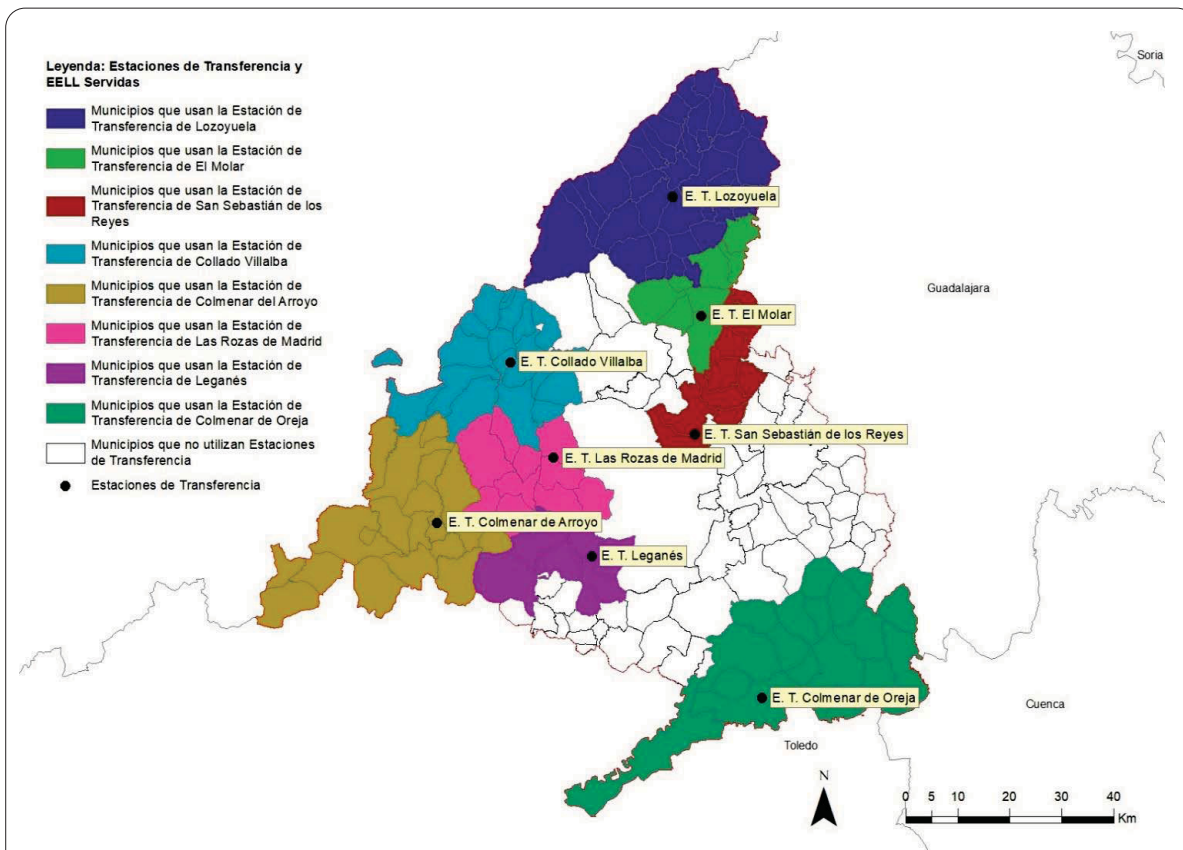 Leyenda: Estaciones de Transferencia y
EELL Servidas
Municipios que usan la Estación de
Transferencia de Lozoyuela
Municipios que usan la Estación de
Transferencia de El Molar
Municipios que usan la Estación de
Transferencia de San Sebastián de los
Reyes
Municipios que usan la Estación de
Transferencia de Collado Villalba
Municipios que usan la Estación de
Transferencia de Colmenar del Arroyo
Municipios que usan la Estación de
Transferencia de Las Rozas de Madrid
Municipios que usan la Estación de
Transferencia de Leganés
Municipios que usan la Estación de
Transferencia de Colmenar de Oreja
Municipios que no utilizan Estaciones
de Transferencia
Estaciones de Transferencia
Soria
E. T. Lozoyuela
Guadalajara
E. T. El Molar
E. T. Collado Villalba
E. T. San Sebastián de los Reyes
E. T. Las Rozas de Madrid
E. T. Colmenar de Arroyo
E. T. Leganés
E. T. Colmenar de Oreja
Cuenca
Toledo
N
0 5 10 20 30 40
Km